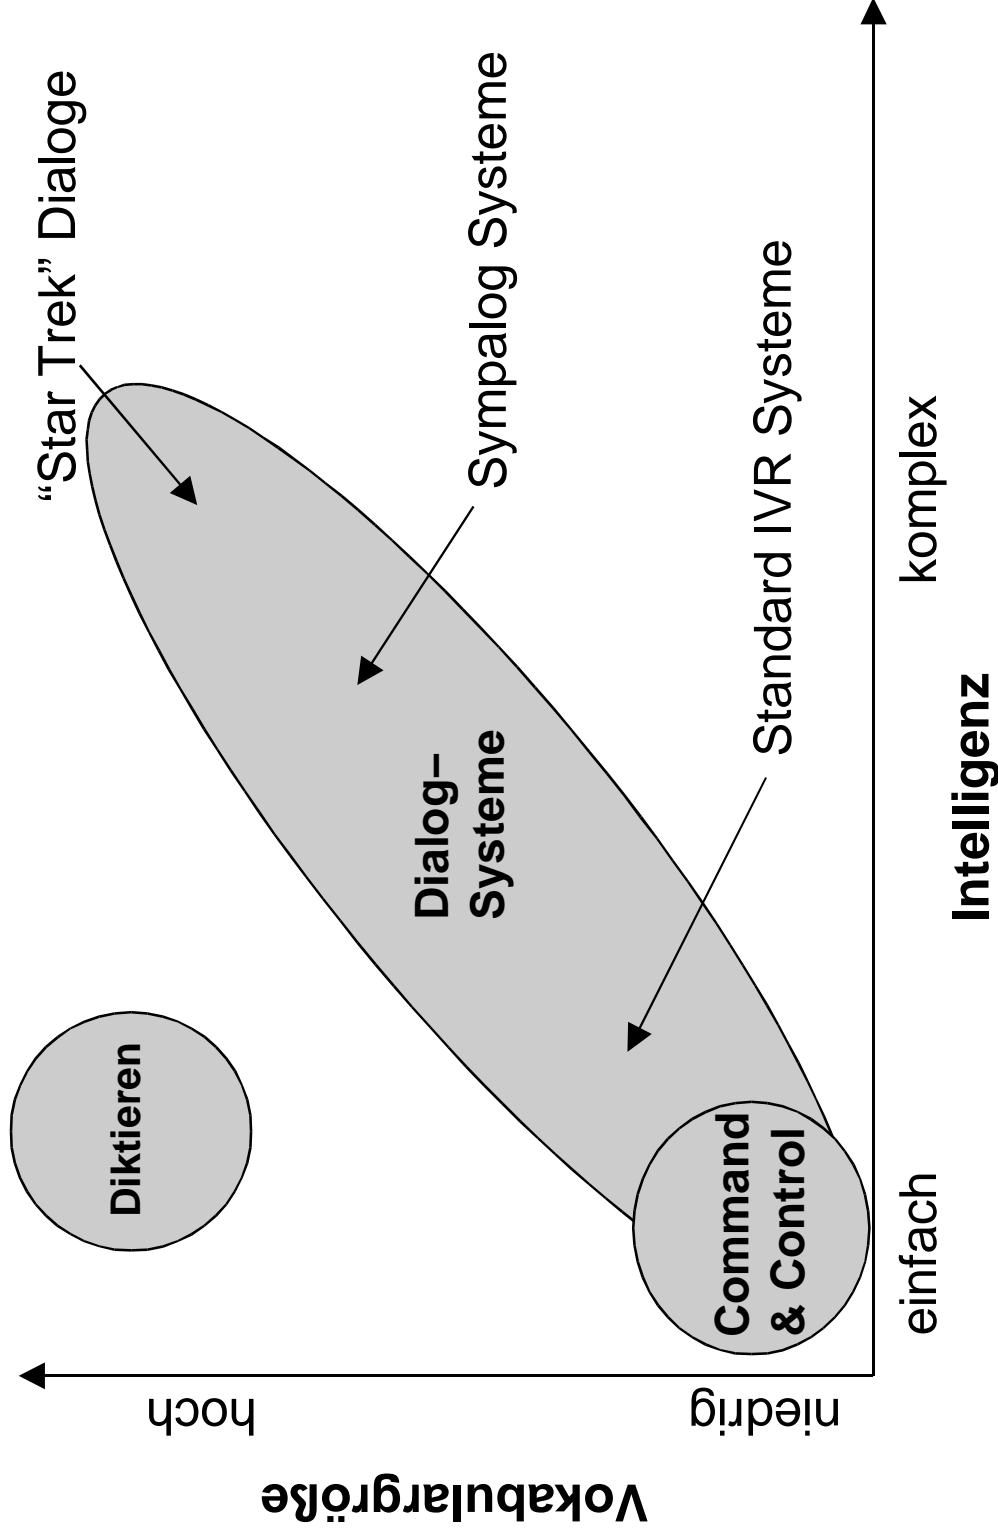 “Star Trek” Dialoge
Sympalog Systeme
Standard IVR Systeme
Diktieren
Dialog–
Systeme
Command
& Control
hoch
niedrig
Vokabulargröße
einfach
komplex
Intelligenz